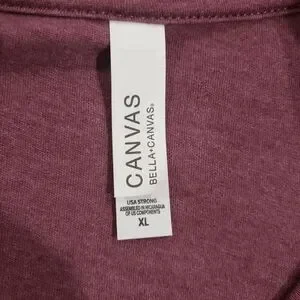 CANVAS
BELLA+CANVAS®
USA STRONG
ASSEMBLED IN NICARAGUA
OF US COMPONENTS
XL